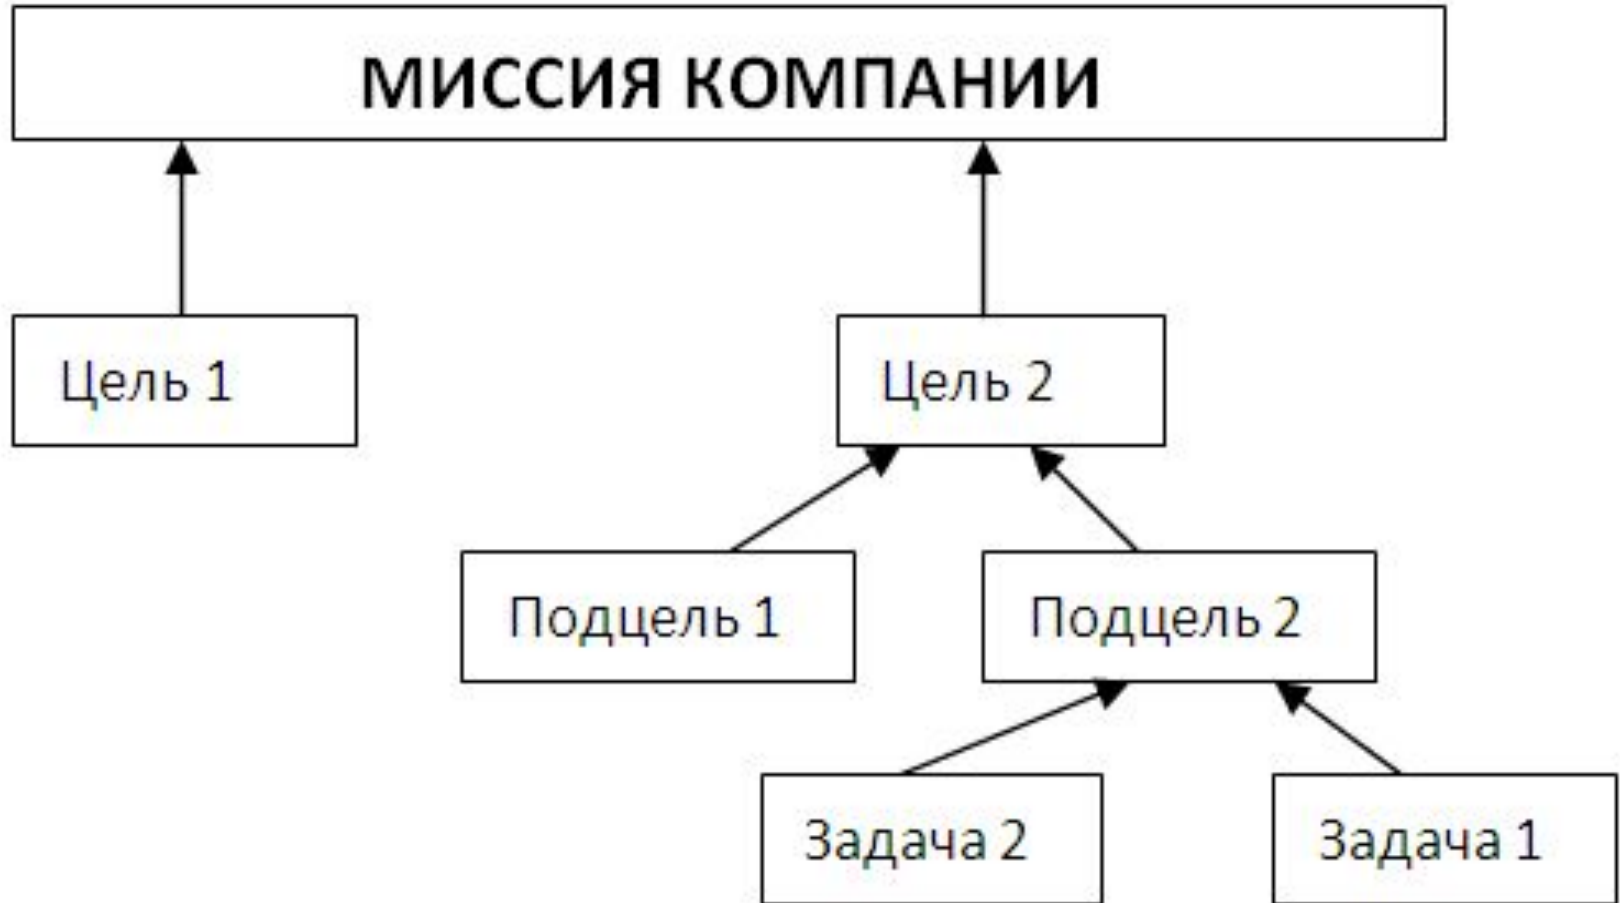 МИССИЯ КОМПАНИИ
Цель 1
Цель 2
Подцель 1
Подцель 2
Задача 2
Задача 1